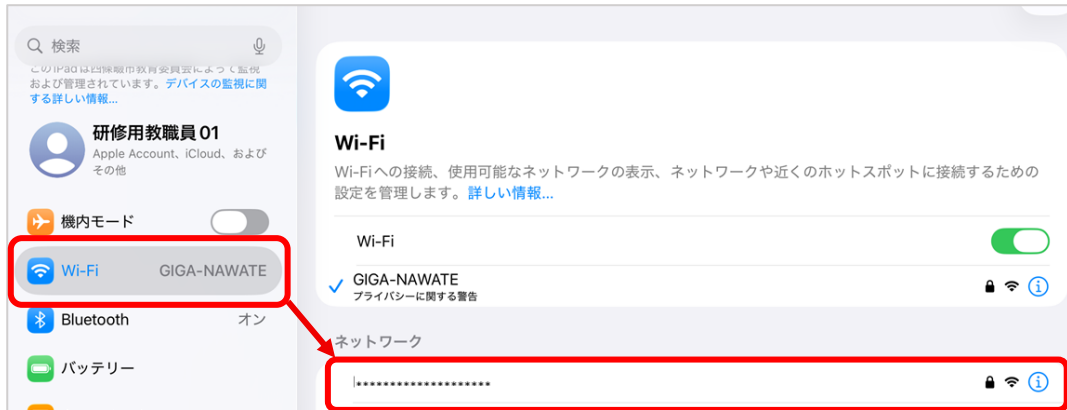 検索
このiPadは四條畷市教育委員会によって監視
および管理されています。デバイスの監視に関
する詳しい情報...
研修用教職員01
Apple Account、iCloud、および
その他
機内モード
Wi-Fi GIGA-NAWATE
Bluetooth オン
バッテリー
Wi-Fi
Wi-Fiへの接続、使用可能なネットワークの表示、ネットワークや近くのホットスポットに接続するための
設定を管理します。詳しい情報...
Wi-Fi
GIGA-NAWATE
プライバシーに関する警告
ネットワーク
********************